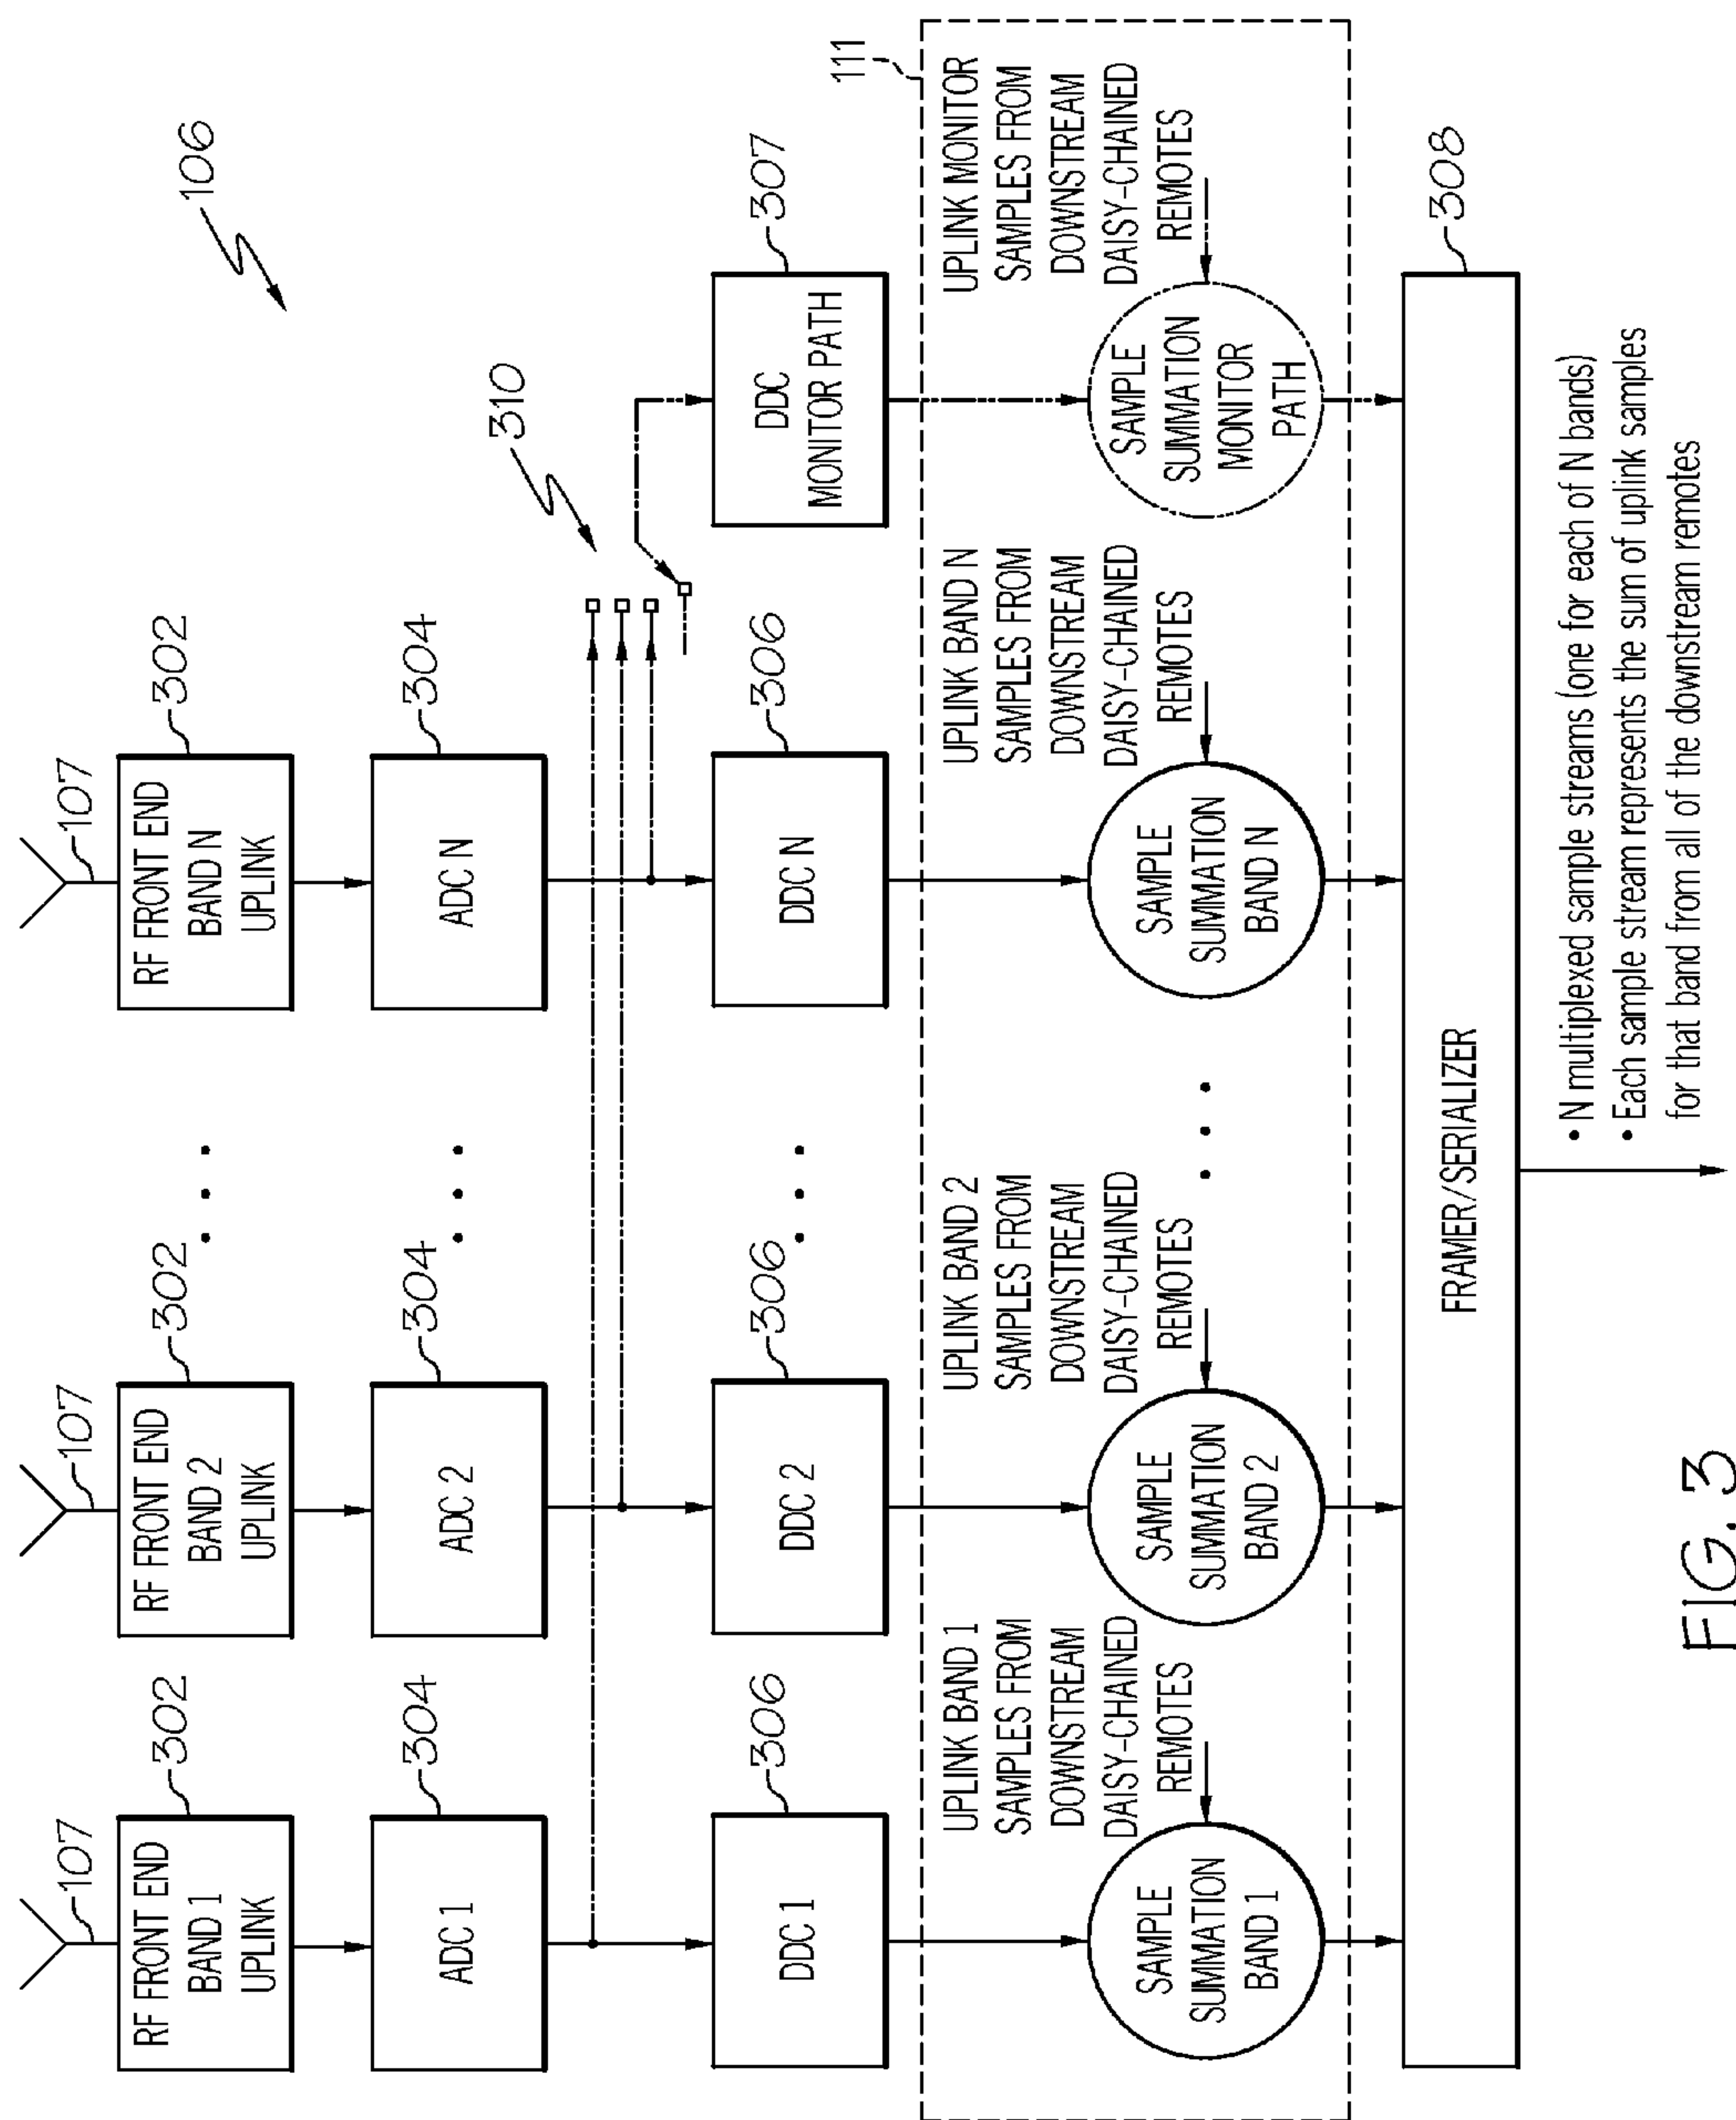 106
107
107
107
RF FRONT END
BAND 1
UPLINK
302
RF FRONT END
BAND 2
UPLINK
302
• • •
RF FRONT END
BAND N
UPLINK
302
ADC 1
304
ADC 2
304
• • •
ADC N
304
310
DDC 1
306
DDC 2
306
• • •
DDC N
306
DDC
MONITOR PATH
307
111
UPLINK BAND 1
SAMPLES FROM
DOWNSTREAM
DAISY-CHAINED
REMOTES
UPLINK BAND 2
SAMPLES FROM
DOWNSTREAM
DAISY-CHAINED
REMOTES
UPLINK BAND N
SAMPLES FROM
DOWNSTREAM
DAISY-CHAINED
REMOTES
UPLINK MONITOR
SAMPLES FROM
DOWNSTREAM
DAISY-CHAINED
REMOTES
SAMPLE
SUMMATION
BAND 1
SAMPLE
SUMMATION
BAND 2
• • •
SAMPLE
SUMMATION
BAND N
SAMPLE
SUMMATION
MONITOR
PATH
FRAMER/SERIALIZER
308
• N multiplexed sample streams (one for each of N bands)
• Each sample stream represents the sum of uplink samples
for that band from all of the downstream remotes
FIG. 3